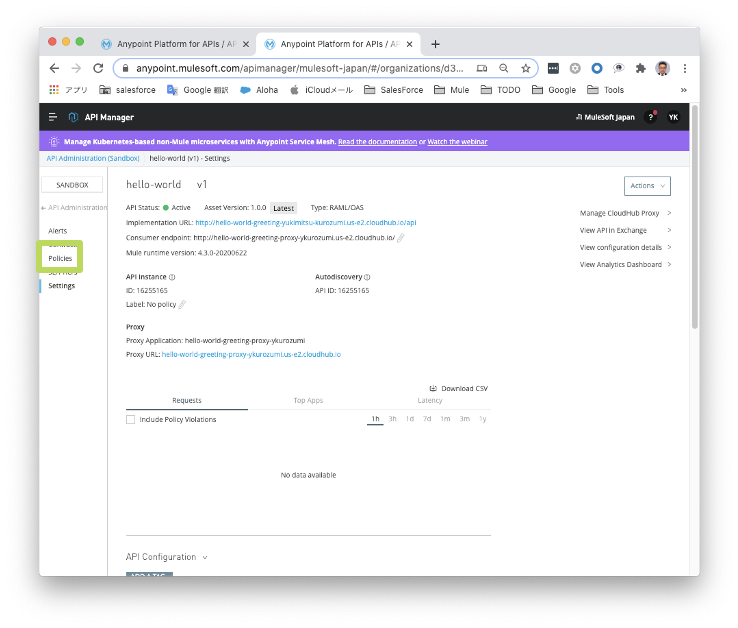 Anypoint Platform for APIs / AP
Anypoint Platform for APIs / AP
anypoint.mulesoft.com/apimanager/mulesoft-japan/#/organizations/d3...
アプリ salesforce Google 翻訳 Aloha iCloudメール SalesForce Mule TODO Google Tools »
API Manager MuleSoft Japan ? YK
Manage Kubernetes-based non-Mule microservices with Anypoint Service Mesh. Read the documentation or Watch the webinar
API Administration (Sandbox) hello-world (v1) - Settings
SANDBOX
← API Administration
Alerts
Policies
SLA Tiers
Settings
hello-world v1
Actions
API Status: Active Asset Version: 1.0.0 Latest Type: RAML/OAS
Implementation URL: http://hello-world-greeting-yukimitsu-kurozumi.us-e2.cloudhub.io/api
Consumer endpoint: http://hello-world-greeting-proxy-ykurozumi.us-e2.cloudhub.io/
Mule runtime version: 4.3.0-20200622
Manage CloudHub Proxy >
View API in Exchange >
View configuration details >
View Analytics Dashboard >
API Instance
ID: 16255165
Label: No policy
Autodiscovery
API ID: 16255165
Proxy
Proxy Application: hello-world-greeting-proxy-ykurozumi
Proxy URL: hello-world-greeting-proxy-ykurozumi.us-e2.cloudhub.io
Download CSV
Requests Top Apps Latency
Include Policy Violations 1h 3h 1d 7d 1m 3m 1y
No data available
API Configuration
ADD A TAG